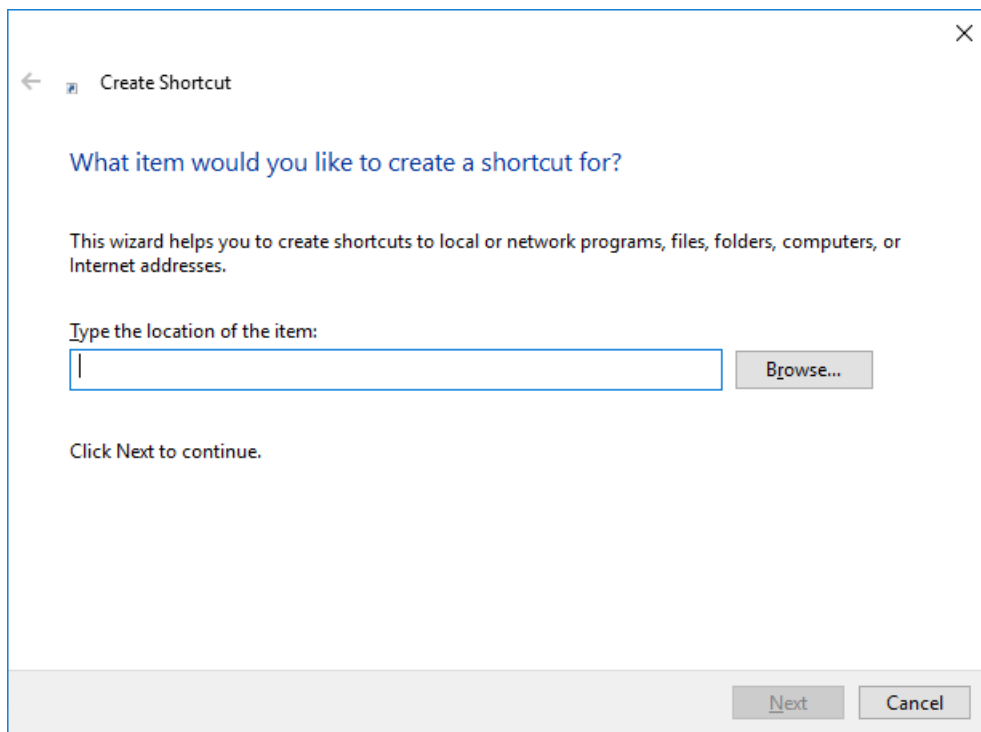 Create Shortcut
What item would you like to create a shortcut for?
This wizard helps you to create shortcuts to local or network programs, files, folders, computers, or
Internet addresses.
Type the location of the item:
Browse...
Click Next to continue.
Next
Cancel